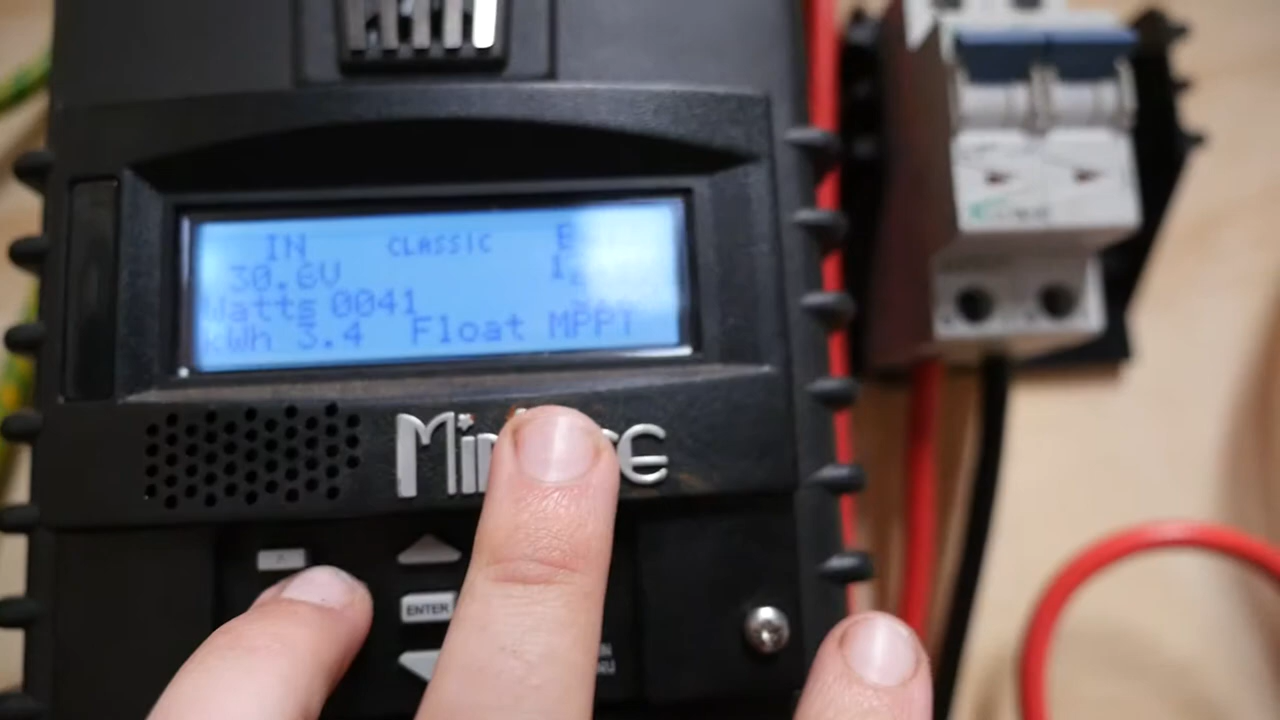 IN CLASSIC
30.6V
Watts 0041
kWh 3.4 Float MPPT
ENTER